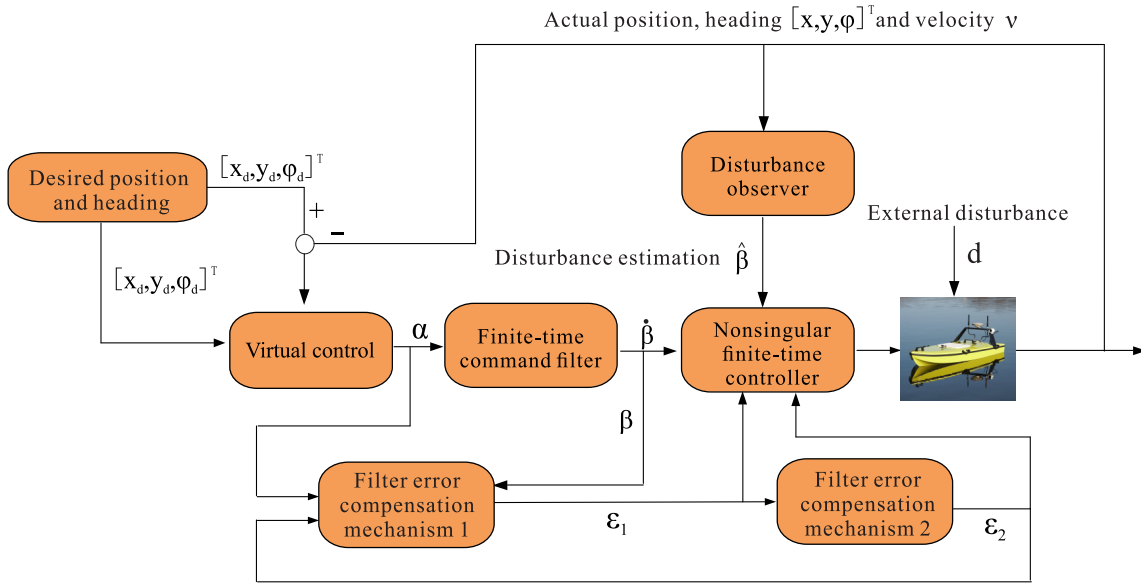 Actual position, heading [x,y,φ]ᵀ and velocity ν
Desired position
and heading
[x_d,y_d,φ_d]ᵀ
+
−
[x_d,y_d,φ_d]ᵀ
Disturbance
observer
External disturbance
d
Disturbance estimation β̂
Virtual control
α
Finite-time
command filter
β̇
Nonsingular
finite-time
controller
β
Filter error
compensation
mechanism 1
ε₁
Filter error
compensation
mechanism 2
ε₂